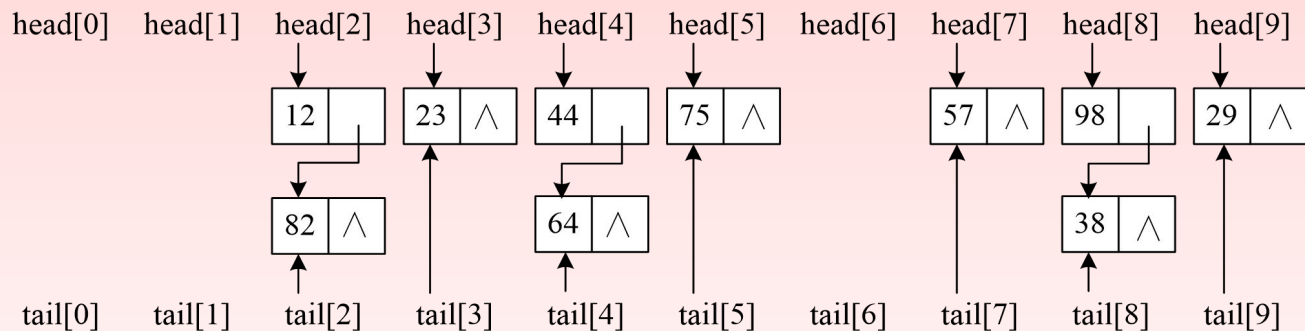 head[0] head[1] head[2] head[3] head[4] head[5] head[6] head[7] head[8] head[9]
12 23 ∧ 44 75 ∧ 57 ∧ 98 29 ∧
82 ∧ 64 ∧ 38 ∧
tail[0] tail[1] tail[2] tail[3] tail[4] tail[5] tail[6] tail[7] tail[8] tail[9]